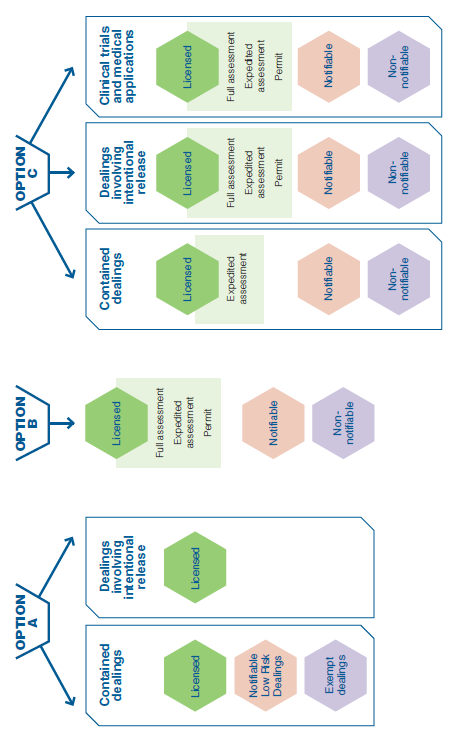 OPTION
A
Contained
dealings
Licensed
Notifiable
Low Risk
Dealings
Exempt
dealings
Dealings
involving
intentional
release
Licensed
OPTION
B
Licensed
Full assessment
Expedited
assessment
Permit
Notifiable
Non-
notifiable
OPTION
C
Contained
dealings
Licensed
Expedited
assessment
Notifiable
Non-
notifiable
Dealings
involving
intentional
release
Licensed
Full assessment
Expedited
assessment
Permit
Notifiable
Non-
notifiable
Clinical trials
and medical
applications
Licensed
Full assessment
Expedited
assessment
Permit
Notifiable
Non-
notifiable